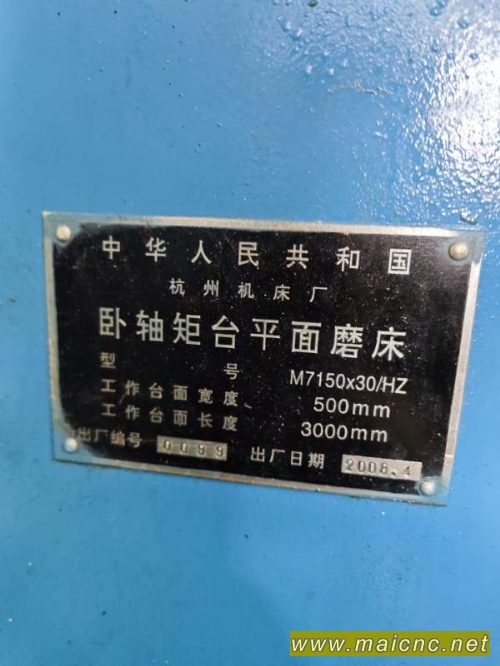 中华人民共和国
杭州机床厂
卧轴矩台平面磨床
型号 M7150x30/HZ
工作台面宽度 500mm
工作台面长度 3000mm
出厂编号 0099 出厂日期 2008.4
www.maicnc.net